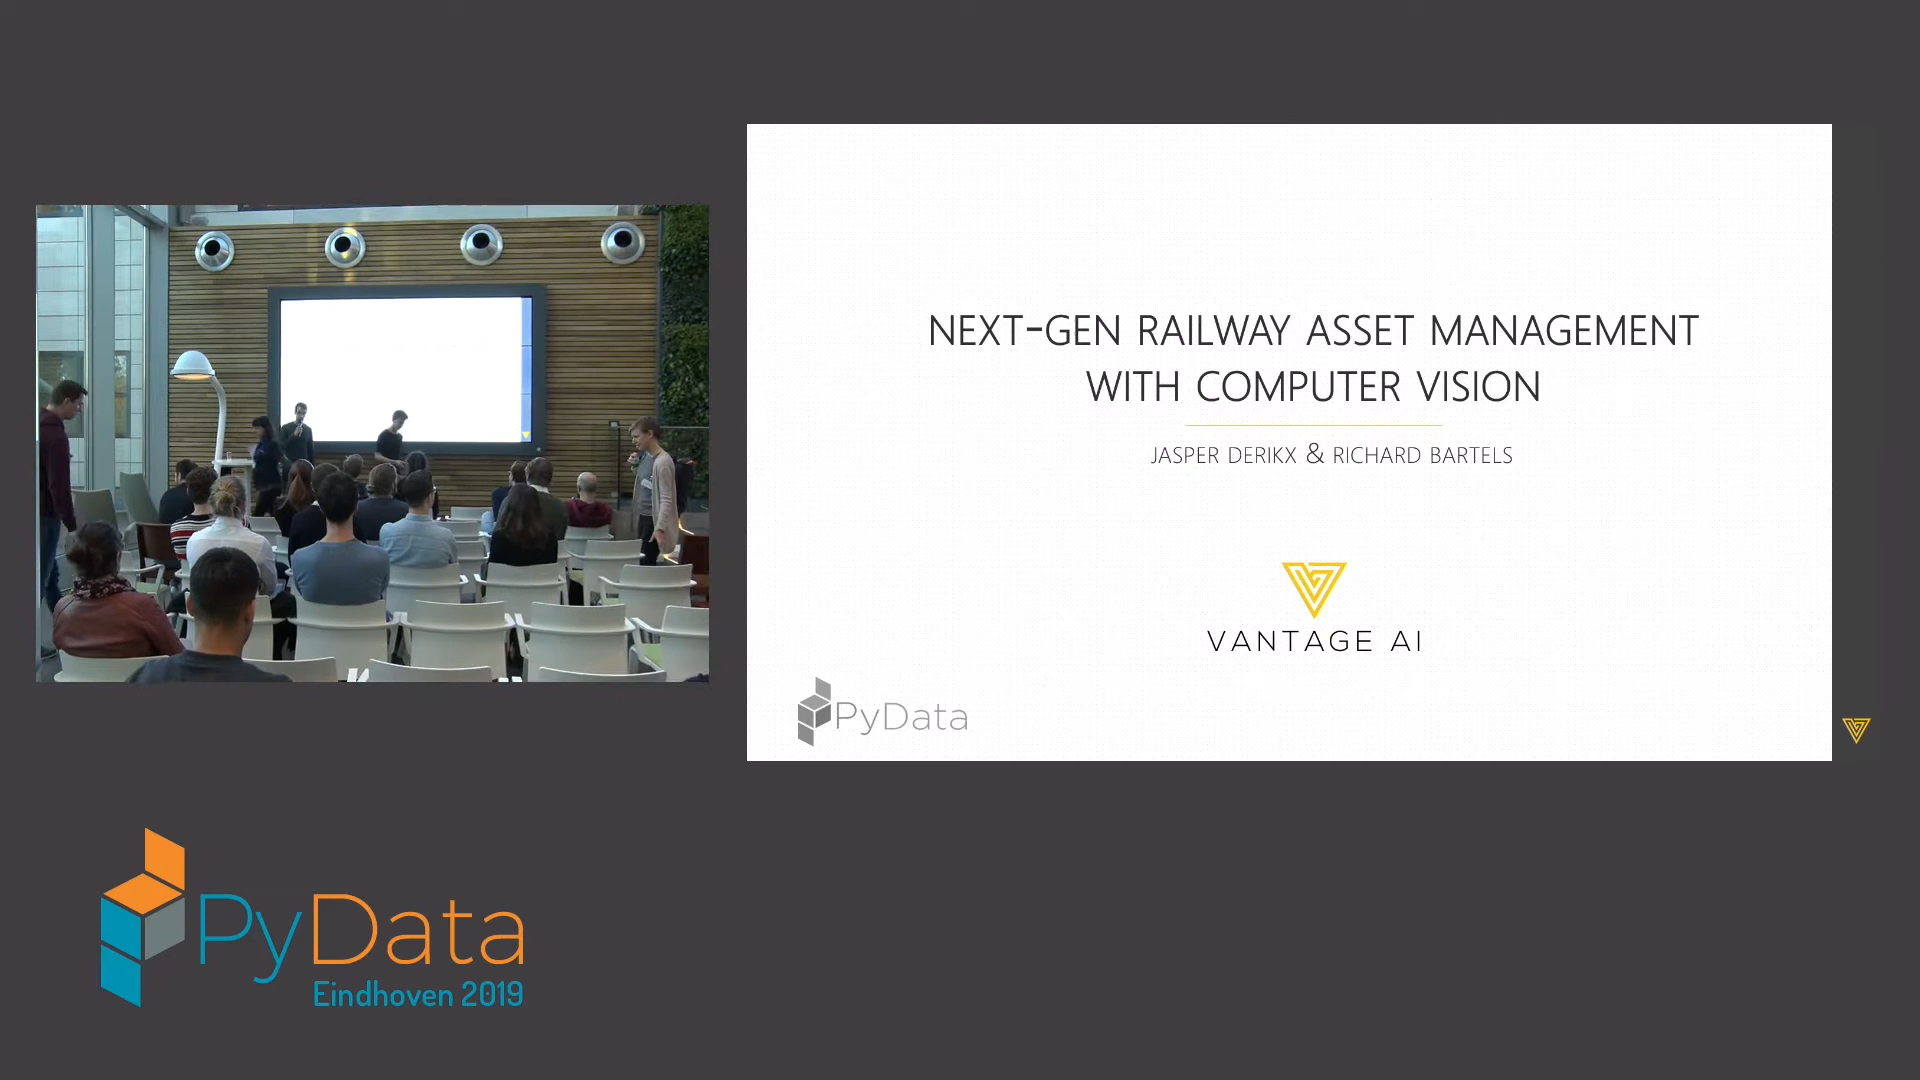 NEXT-GEN RAILWAY ASSET MANAGEMENT
WITH COMPUTER VISION
JASPER DERIKX & RICHARD BARTELS
VANTAGE AI
PyData
PyData
Eindhoven 2019